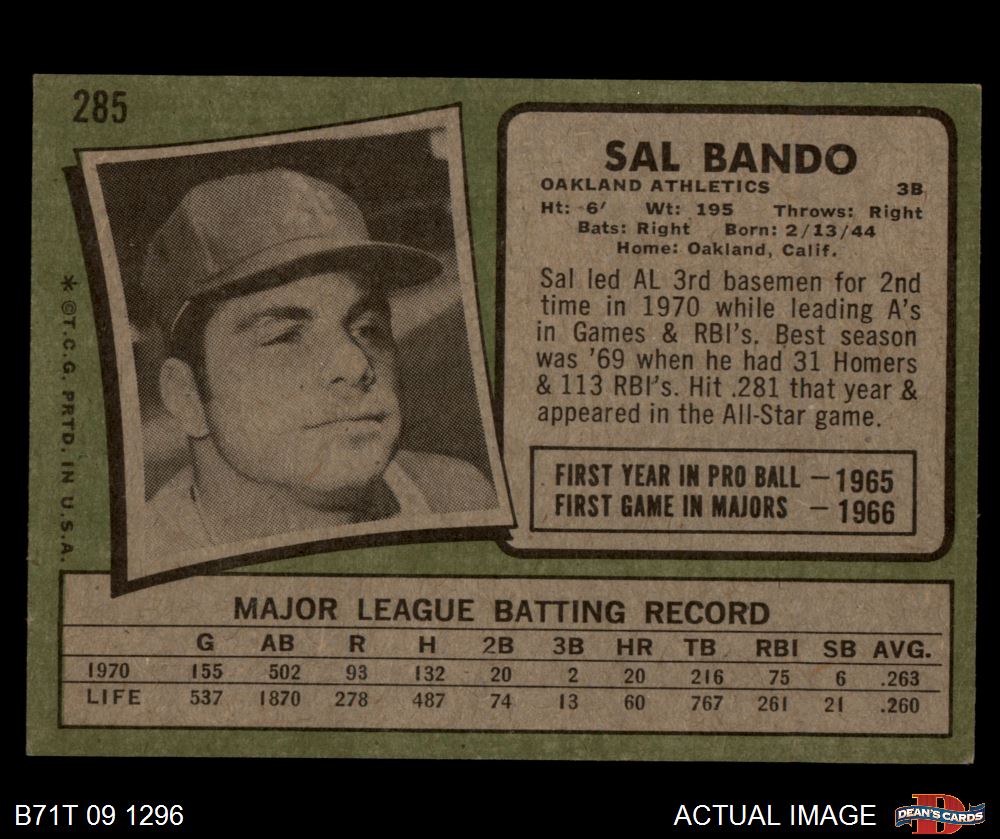 285
SAL BANDO
OAKLAND ATHLETICS 3B
Ht: 6' Wt: 195 Throws: Right
Bats: Right Born: 2/13/44
Home: Oakland, Calif.
Sal led AL 3rd basemen for 2nd
time in 1970 while leading A's
in Games & RBI's. Best season
was '69 when he had 31 Homers
& 113 RBI's. Hit .281 that year &
appeared in the All-Star game.
FIRST YEAR IN PRO BALL — 1965
FIRST GAME IN MAJORS — 1966
* © T.C.G. PRTD. IN U.S.A.
MAJOR LEAGUE BATTING RECORD
G AB R H 2B 3B HR TB RBI SB AVG.
1970 155 502 93 132 20 2 20 216 75 6 .263
LIFE 537 1870 278 487 74 13 60 767 261 21 .260
B71T 09 1296
ACTUAL IMAGE
D
DEAN'S CARDS